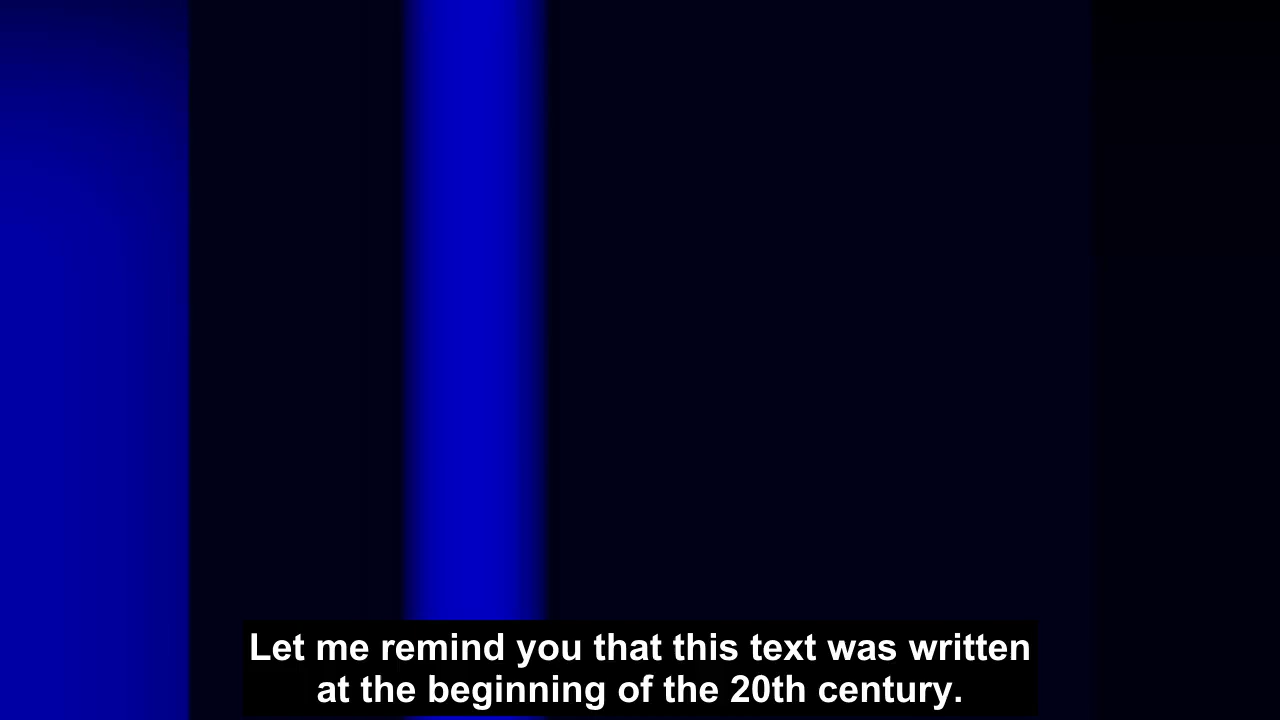 Let me remind you that this text was written
at the beginning of the 20th century.